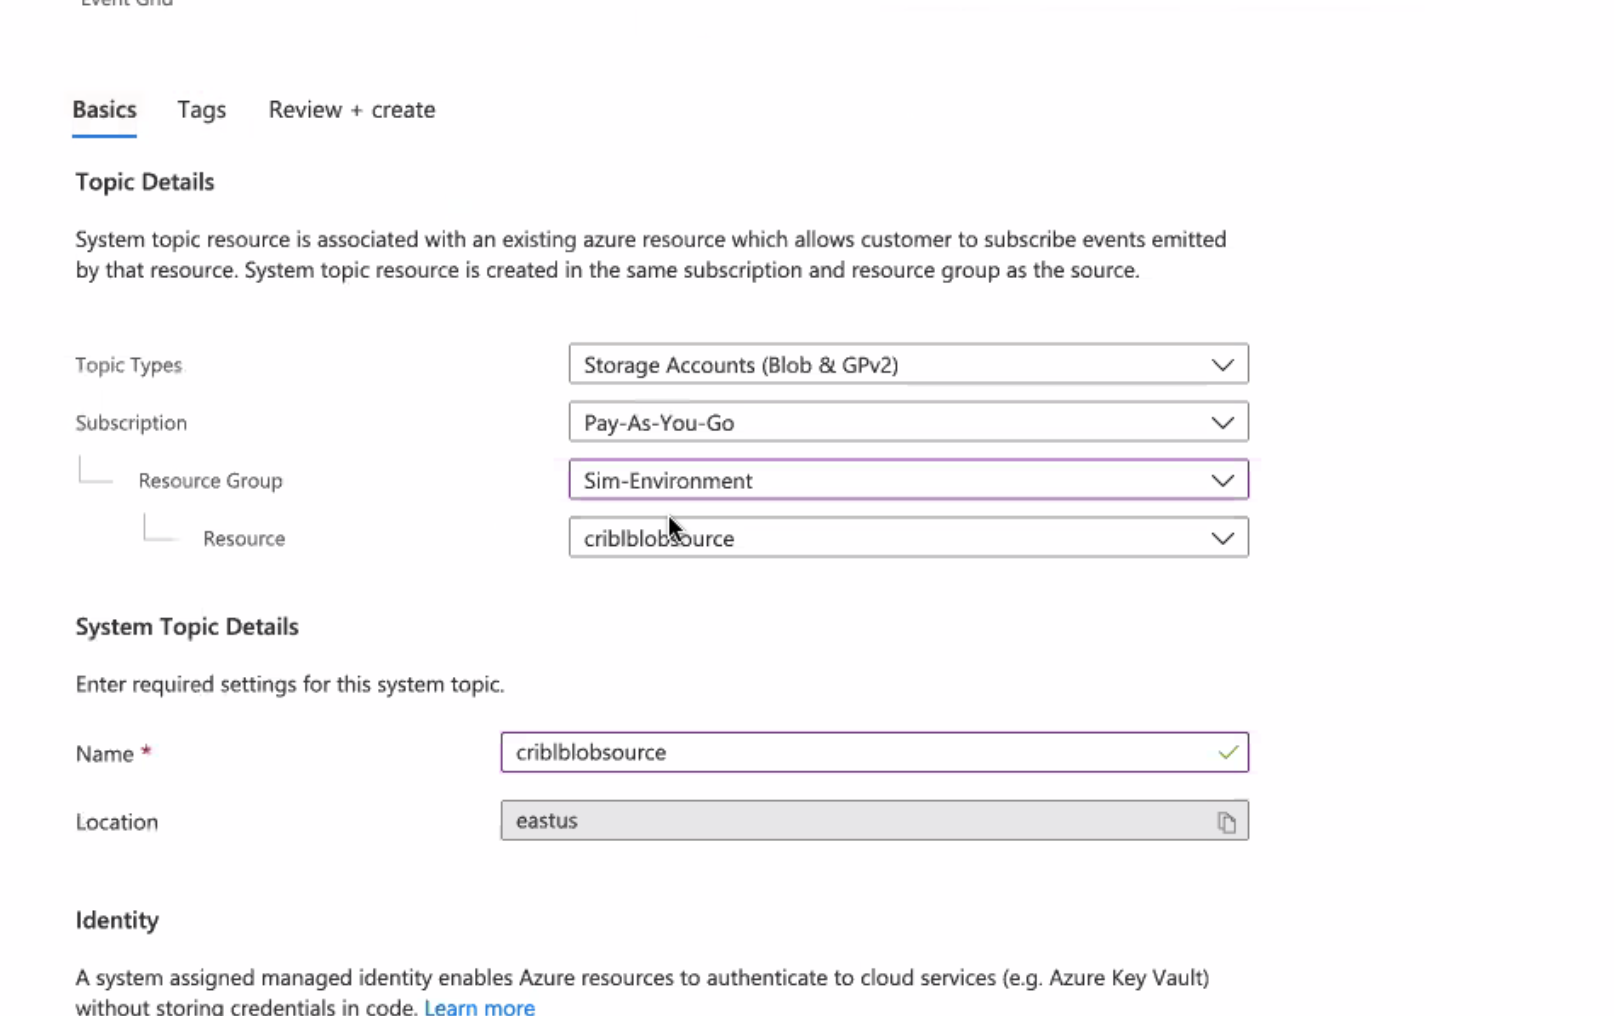 Event Grid
Basics Tags Review + create
Topic Details
System topic resource is associated with an existing azure resource which allows customer to subscribe events emitted
by that resource. System topic resource is created in the same subscription and resource group as the source.
Topic Types Storage Accounts (Blob & GPv2)
Subscription Pay-As-You-Go
Resource Group Sim-Environment
Resource criblblobsource
System Topic Details
Enter required settings for this system topic.
Name * criblblobsource
Location eastus
Identity
A system assigned managed identity enables Azure resources to authenticate to cloud services (e.g. Azure Key Vault)
without storing credentials in code. Learn more